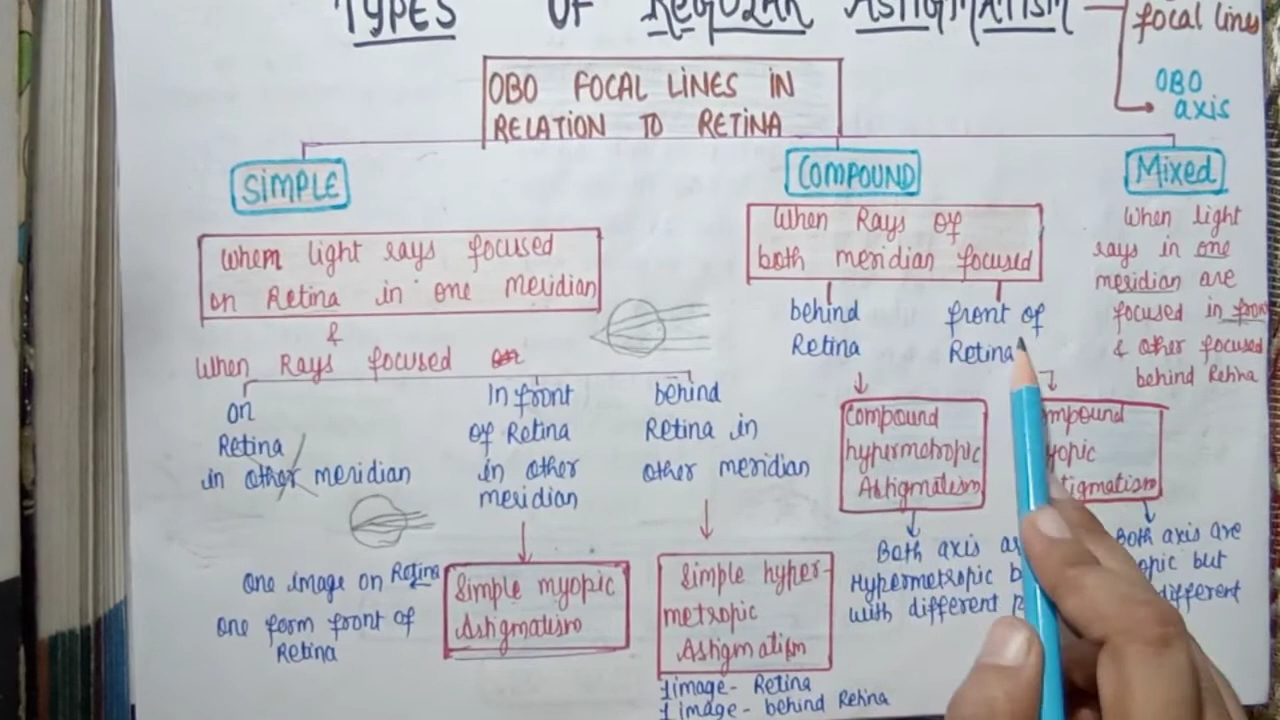 TYPES OF REGULAR ASTIGMATISM
focal lines
OBO
axis
OBO FOCAL LINES IN
RELATION TO RETINA
SIMPLE
When light rays focused
on Retina in one meridian
&
When Rays focused
on
Retina
in other meridian
In front
of Retina
in other
meridian
behind
Retina in
other meridian
One image on Retina
One form front of
Retina
Simple myopic
Astigmatism
Simple hyper-
metropic
Astigmatism
1 image - Retina
1 image - behind Retina
COMPOUND
When Rays of
both meridian focused
behind
Retina
front of
Retina
Compound
hypermetropic
Astigmatism
mpound
opic
tigmatism
Both axis a
Hypermetropic b
with different
Both axis are
opic but
different
Mixed
When light
rays in one
meridian are
focused in front
& other focused
behind Retina